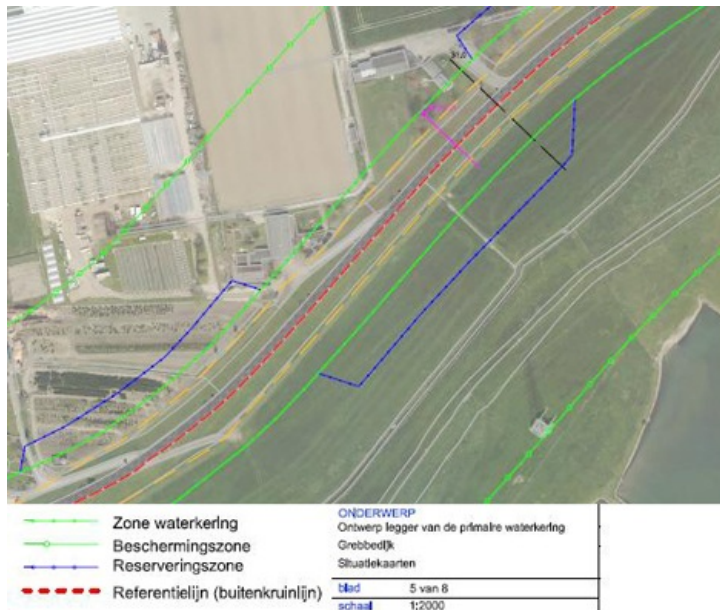 Zone waterkering
Beschermingszone
Reserveringszone
Referentielijn (buitenkruinlijn)
ONDERWERP
Ontwerp legger van de primaire waterkering
Grebbedijk
Situatiekaarten
blad 5 van 8
schaal 1:2000